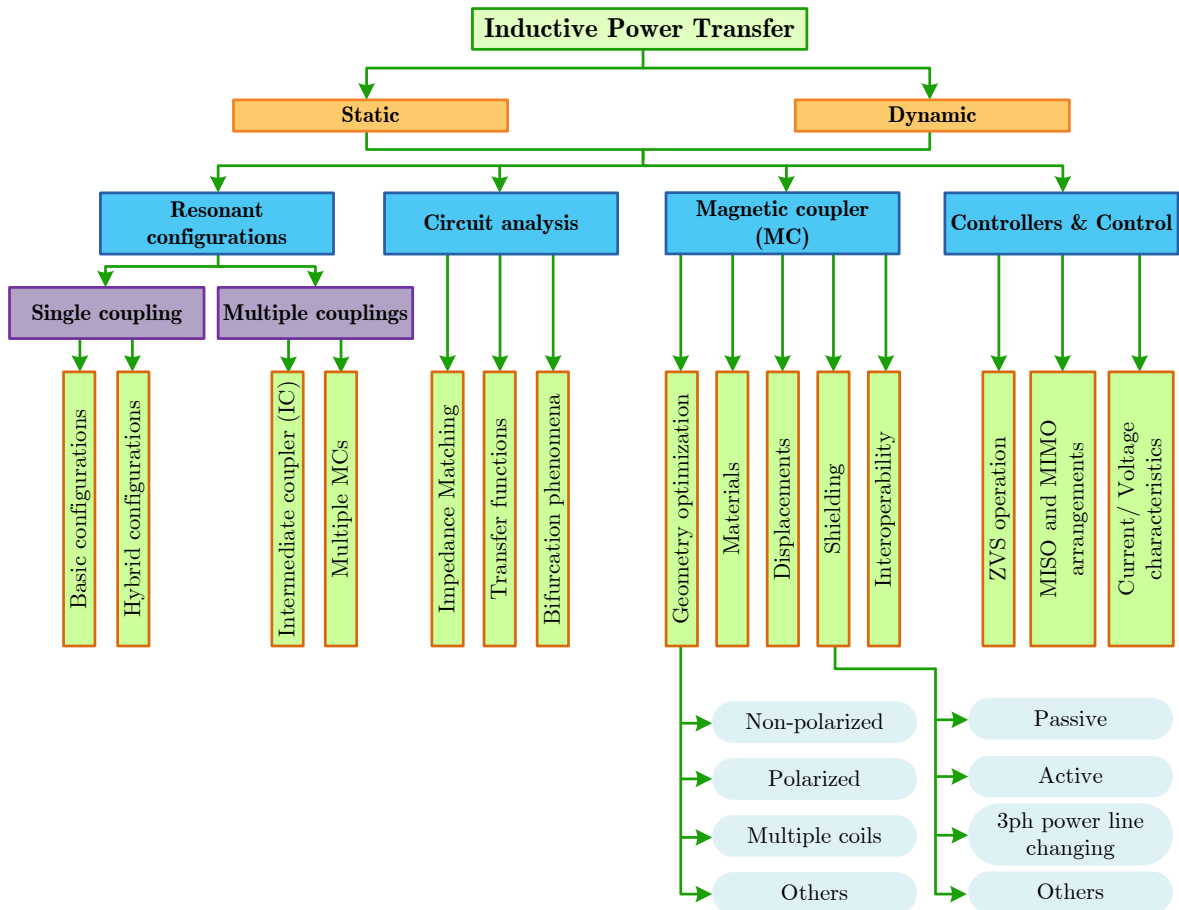 Inductive Power Transfer
Static
Dynamic
Resonant
configurations
Circuit analysis
Magnetic coupler
(MC)
Controllers & Control
Single coupling
Multiple couplings
Basic configurations
Hybrid configurations
Intermediate coupler (IC)
Multiple MCs
Impedance Matching
Transfer functions
Bifurcation phenomena
Geometry optimization
Materials
Displacements
Shielding
Interoperability
ZVS operation
MISO and MIMO
arrangements
Current/ Voltage
characteristics
Non-polarized
Polarized
Multiple coils
Others
Passive
Active
3ph power line
changing
Others